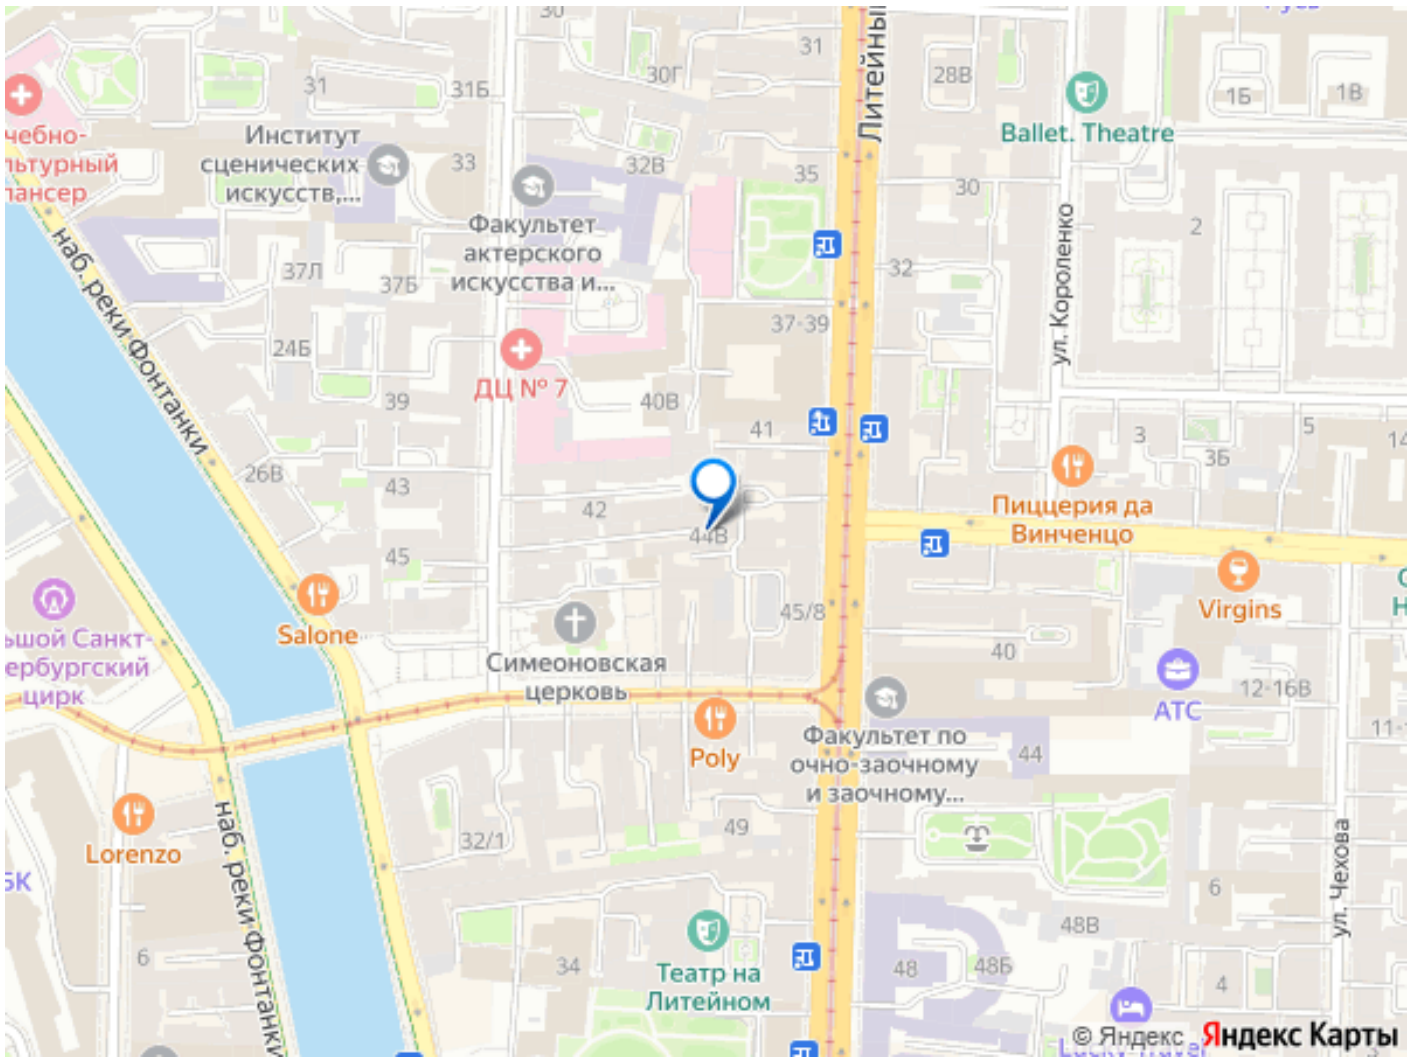 30
31
30Г
28В
Литейны
31
31Б
1Б
1В
Ballet. Theatre
Институт
сценических
искусств,...
33
32В
35
30
чебно-
льтурный
пансер
Факультет
актерского
искусства и...
2
32
37Л
37Б
наб. реки Фонтанки
ул. Короленко
37-39
24Б
ДЦ № 7
39
40В
41
3
5
14
3Б
26В
43
42
Пиццерия да
Винченцо
44В
45
Salone
45/8
Virgins
ьшой Санкт-
ербургский
цирк
Симеоновская
церковь
40
АТС
12-16В
11-
Poly
Факультет по
очно-заочному
и заочному...
44
Lorenzo
наб. реки Фонтанки
32/1
49
ул. Чехова
БК
6
48В
6
34
Театр на
Литейном
48
48Б
4
Lucky Travel
© Яндекс
Яндекс Карты